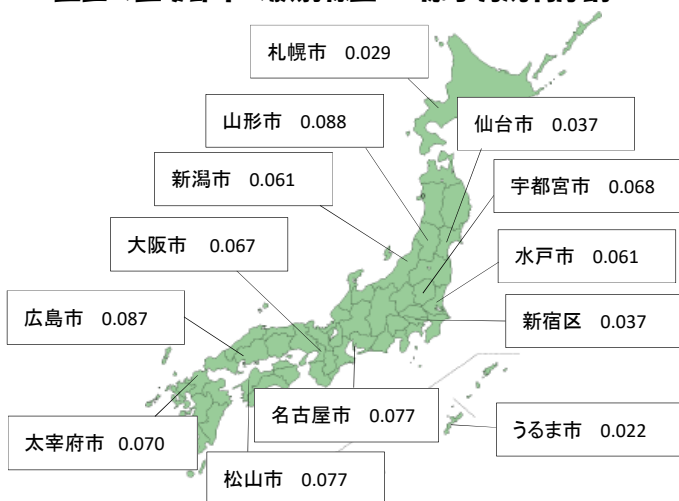 札幌市 0.029
山形市 0.088
仙台市 0.037
新潟市 0.061
宇都宮市 0.068
大阪市 0.067
水戸市 0.061
広島市 0.087
新宿区 0.037
名古屋市 0.077
うるま市 0.022
太宰府市 0.070
松山市 0.077